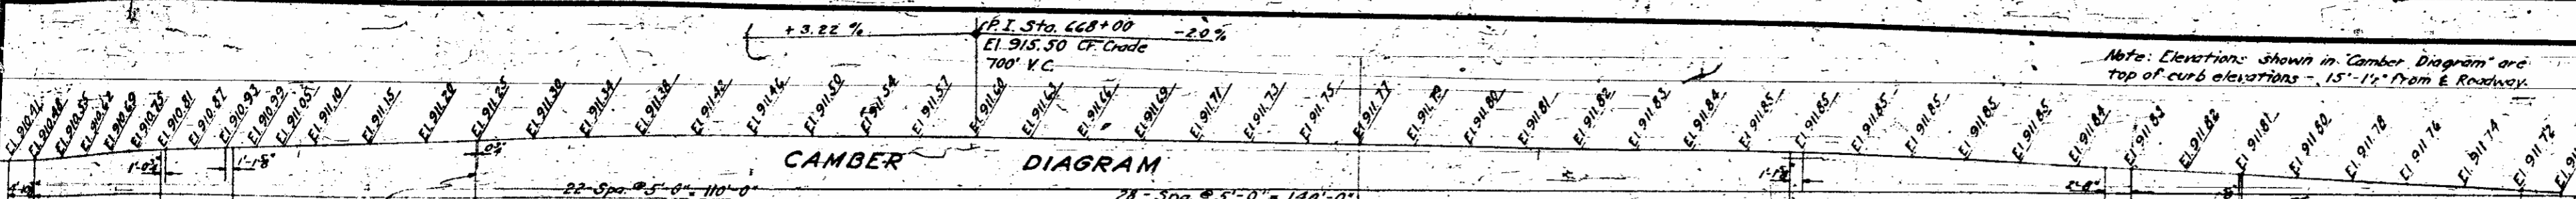 +3.22 %
P.I. Sta. 668+00
-2.0 %
El 915.50 CF. Grade
700' V.C.
Note: Elevations shown in "Camber Diagram" are
top of curb elevations - 15'-1½" from ℄ Roadway.
El 910.48
El 910.55
El 910.62
El 910.69
El 910.75
El 910.81
El 910.87
El 910.93
El 910.99
El 911.05
El 911.10
El 911.15
El 911.20
El 911.25
El 911.30
El 911.34
El 911.38
El 911.42
El 911.46
El 911.50
El 911.54
El 911.57
El 911.60
El 911.63
El 911.66
El 911.69
El 911.71
El 911.73
El 911.75
El 911.77
El 911.79
El 911.80
El 911.81
El 911.82
El 911.83
El 911.84
El 911.85
El 911.85
El 911.85
El 911.85
El 911.85
El 911.85
El 911.84
El 911.83
El 911.82
El 911.81
El 911.80
El 911.78
El 911.76
El 911.74
El 911.72
CAMBER DIAGRAM
22-Spa. @ 5'-0" = 110'-0"
28-Spa. @ 5'-0" = 140'-0"